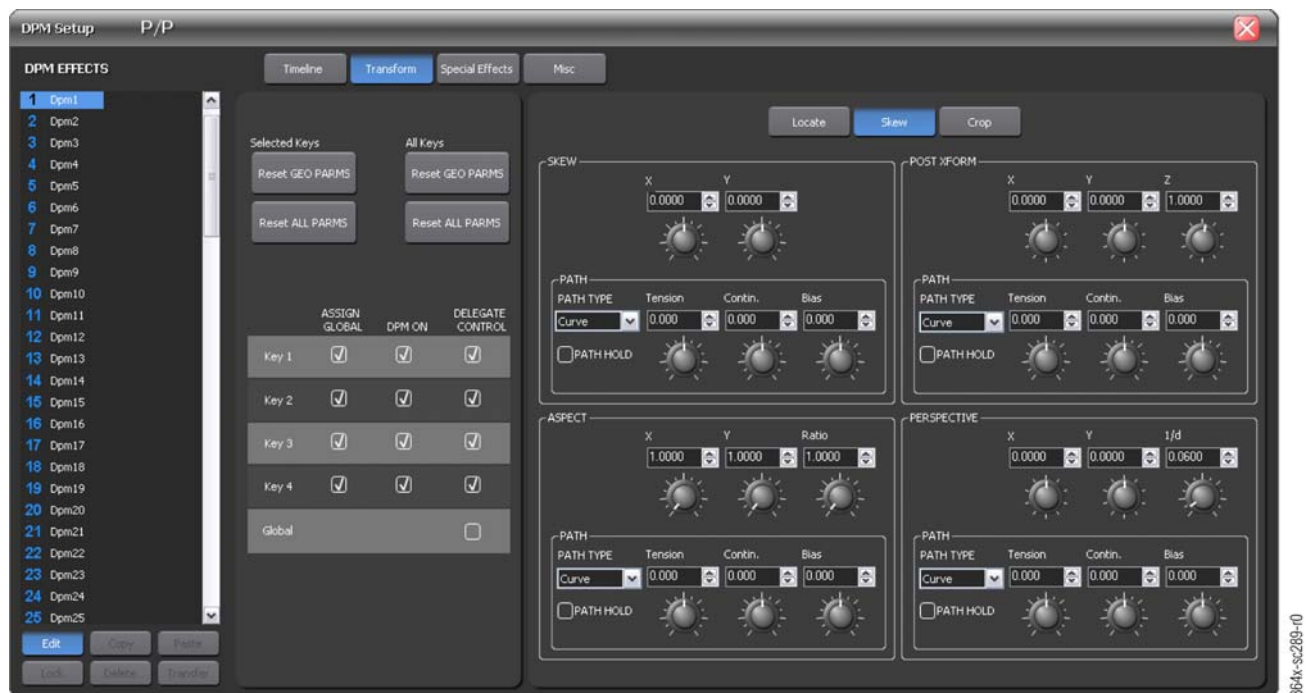 DPM Setup P/P
DPM EFFECTS
Timeline Transform Special Effects Misc
1 Dpm1
2 Dpm2
3 Dpm3
4 Dpm4
5 Dpm5
6 Dpm6
7 Dpm7
8 Dpm8
9 Dpm9
10 Dpm10
11 Dpm11
12 Dpm12
13 Dpm13
14 Dpm14
15 Dpm15
16 Dpm16
17 Dpm17
18 Dpm18
19 Dpm19
20 Dpm20
21 Dpm21
22 Dpm22
23 Dpm23
24 Dpm24
25 Dpm25
Edit Copy Paste
Lock Delete Transfer
Selected Keys All Keys
Reset GEO PARMS Reset GEO PARMS
Reset ALL PARMS Reset ALL PARMS
ASSIGN GLOBAL DPM ON DELEGATE CONTROL
Key 1
Key 2
Key 3
Key 4
Global
Locate Skew Crop
SKEW
X Y
0.0000 0.0000
PATH
PATH TYPE Tension Contin. Bias
Curve 0.000 0.000 0.000
PATH HOLD
POST XFORM
X Y Z
0.0000 0.0000 1.0000
PATH
PATH TYPE Tension Contin. Bias
Curve 0.000 0.000 0.000
PATH HOLD
ASPECT
X Y Ratio
1.0000 1.0000 1.0000
PATH
PATH TYPE Tension Contin. Bias
Curve 0.000 0.000 0.000
PATH HOLD
PERSPECTIVE
X Y 1/d
0.0000 0.0000 0.0600
PATH
PATH TYPE Tension Contin. Bias
Curve 0.000 0.000 0.000
PATH HOLD